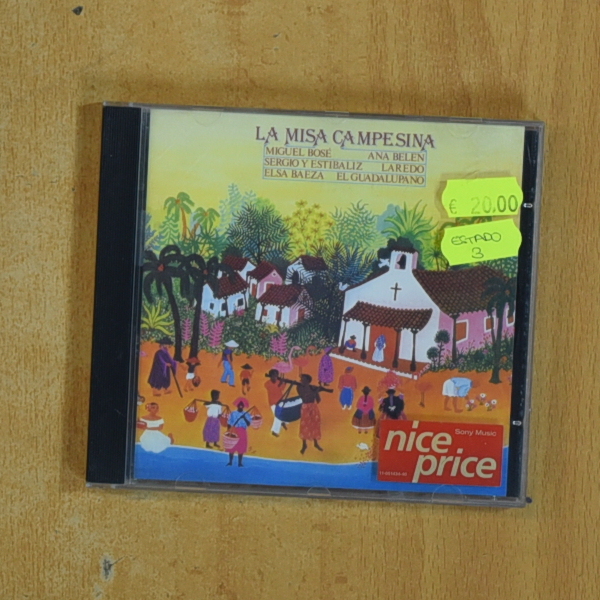 LA MISA CAMPESINA
MIGUEL BOSÉ ANA BELEN
SERGIO Y ESTIBALIZ LAREDO
ELSA BAEZA EL GUADALUPANO
€ 20,00
ESTADO
3
Sony Music
nice
price